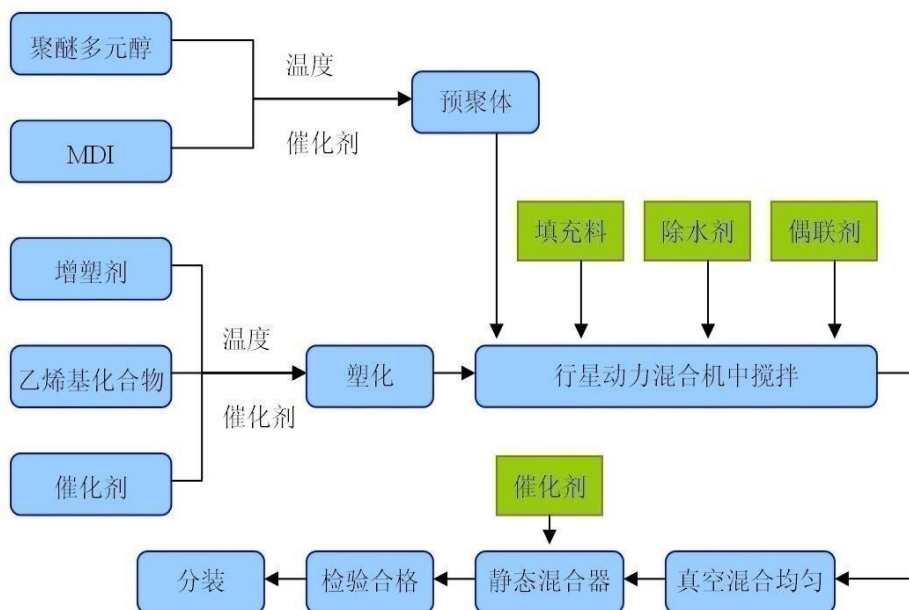 聚醚多元醇
温度
预聚体
催化剂
MDI
填充料
除水剂
偶联剂
增塑剂
温度
乙烯基化合物
塑化
行星动力混合机中搅拌
催化剂
催化剂
催化剂
分装
检验合格
静态混合器
真空混合均匀